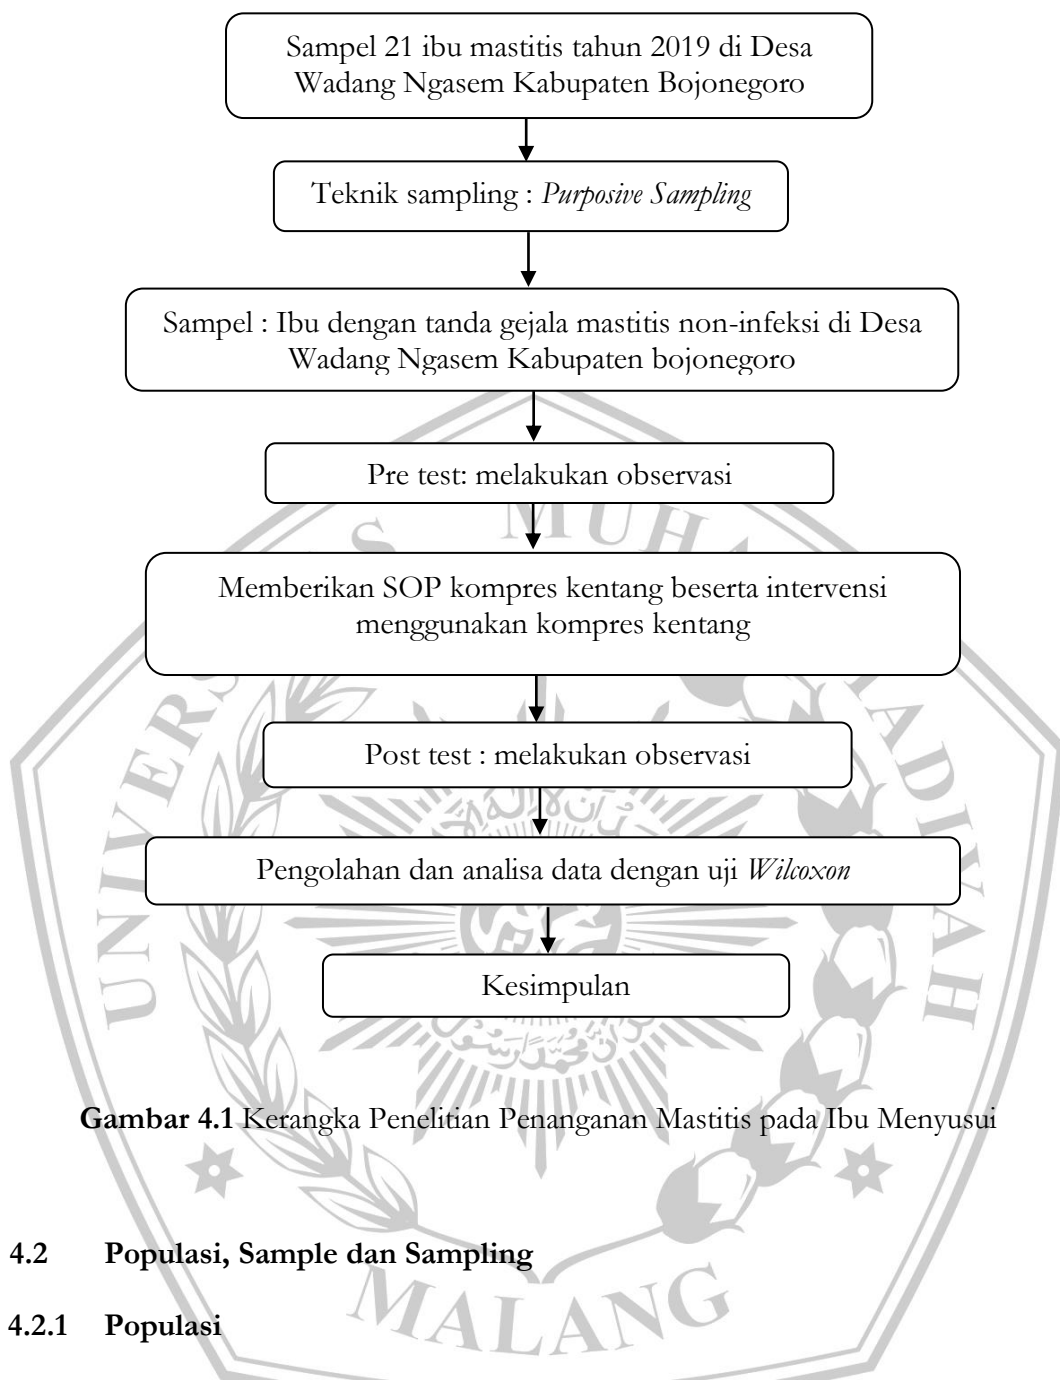 Sampel 21 ibu mastitis tahun 2019 di Desa
Wadang Ngasem Kabupaten Bojonegoro
Teknik sampling : Purposive Sampling
Sampel : Ibu dengan tanda gejala mastitis non-infeksi di Desa
Wadang Ngasem Kabupaten bojonegoro
Pre test: melakukan observasi
Memberikan SOP kompres kentang beserta intervensi
menggunakan kompres kentang
Post test : melakukan observasi
Pengolahan dan analisa data dengan uji Wilcoxon
Kesimpulan
Gambar 4.1 Kerangka Penelitian Penanganan Mastitis pada Ibu Menyusui
4.2 Populasi, Sample dan Sampling
4.2.1 Populasi
MALANG